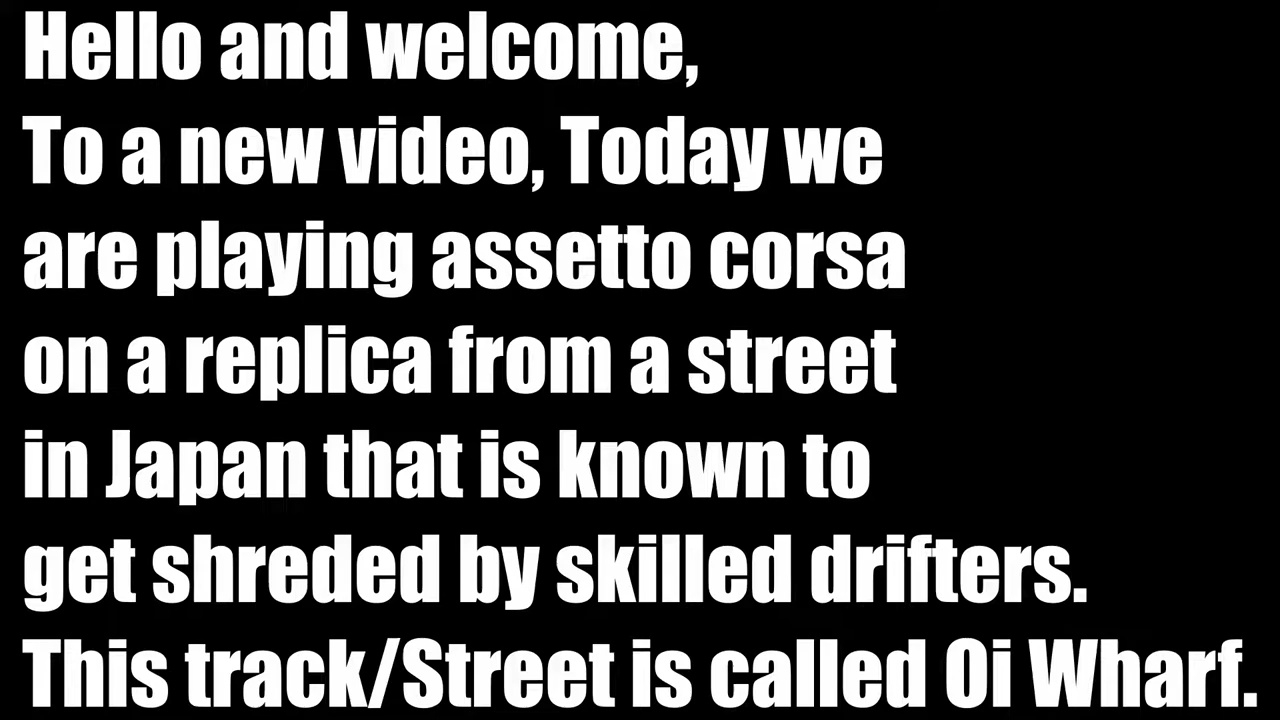 Hello and welcome,
To a new video, Today we
are playing assetto corsa
on a replica from a street
in Japan that is known to
get shreded by skilled drifters.
This track/Street is called Oi Wharf.